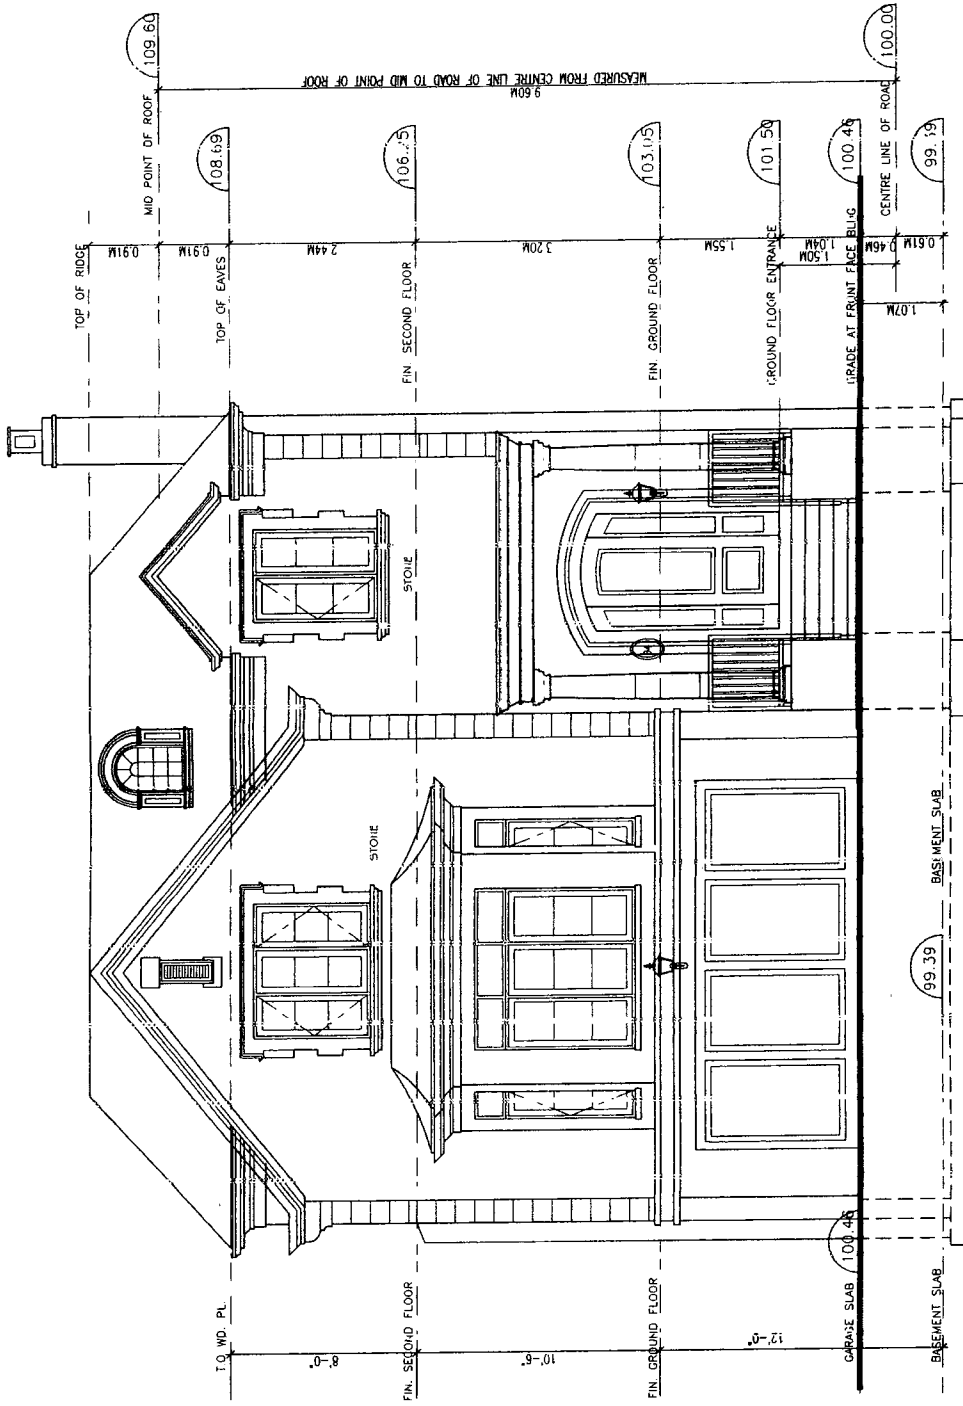 TOP OF RIDGE
MID POINT OF ROOF
109.60
TOP OF EAVES
108.69
FIN. SECOND FLOOR
FIN. GROUND FLOOR
103.05
GROUND FLOOR ENTRANCE
101.50
GRADE AT FRONT FACE BLDG
100.46
CENTRE LINE OF ROAD
100.00
0.91M
0.91M
2.44M
3.20M
1.55M
1.04M
1.50M
0.46M
0.61M
1.07M
9.60M
MEASURED FROM CENTRE LINE OF ROAD TO MID POINT OF ROOF
STONE
STONE
T.O. WD. PL.
FIN. SECOND FLOOR
FIN. GROUND FLOOR
GARAGE SLAB
100.46
BASEMENT SLAB
99.39
BASEMENT SLAB
8'-0"
10'-6"
12'-0"